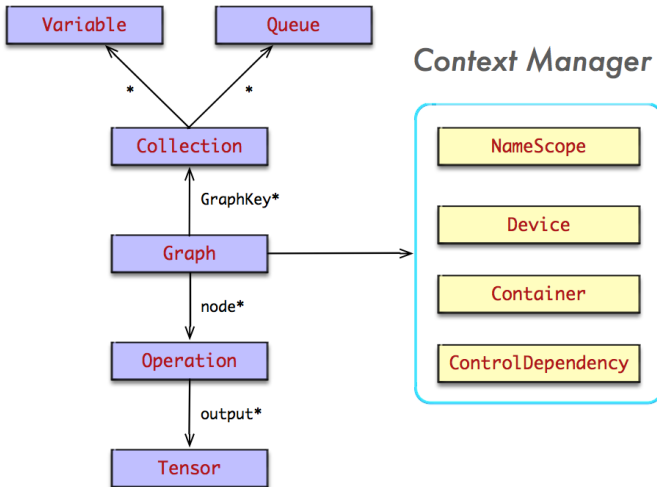 Variable
Queue
Context Manager
*
*
Collection
NameScope
GraphKey*
Device
Graph
Container
node*
Operation
ControlDependency
output*
Tensor